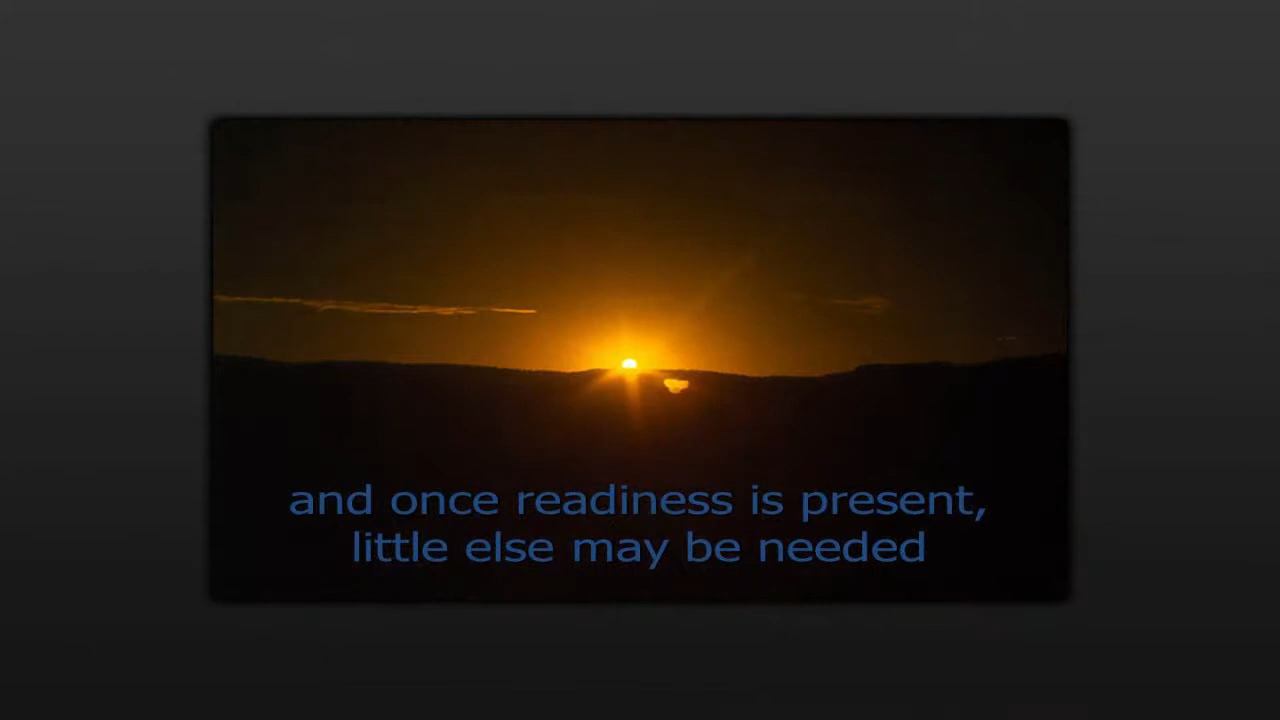 and once readiness is present,
little else may be needed